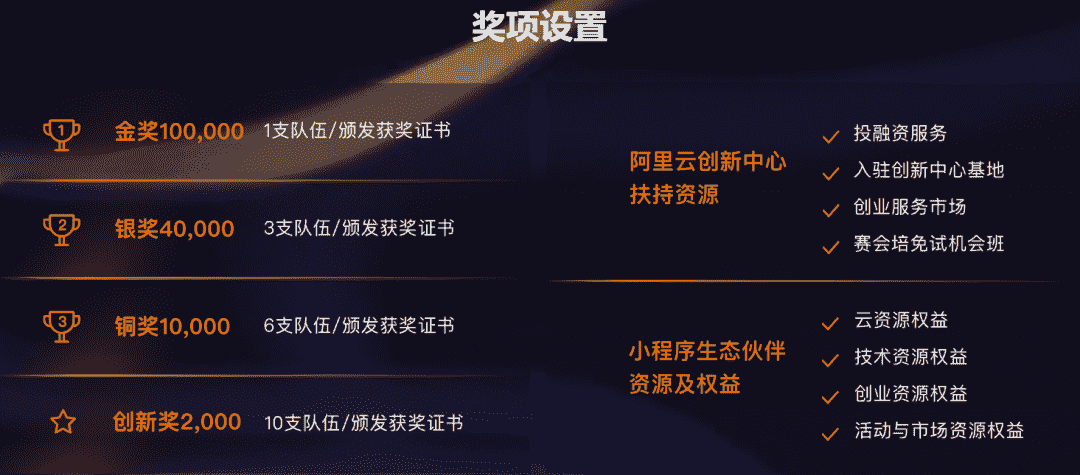 奖项设置
1
金奖100,000
1支队伍/颁发获奖证书
2
银奖40,000
3支队伍/颁发获奖证书
3
铜奖10,000
6支队伍/颁发获奖证书
创新奖2,000
10支队伍/颁发获奖证书
阿里云创新中心
扶持资源
投融资服务
入驻创新中心基地
创业服务市场
赛会培免试机会班
小程序生态伙伴
资源及权益
云资源权益
技术资源权益
创业资源权益
活动与市场资源权益